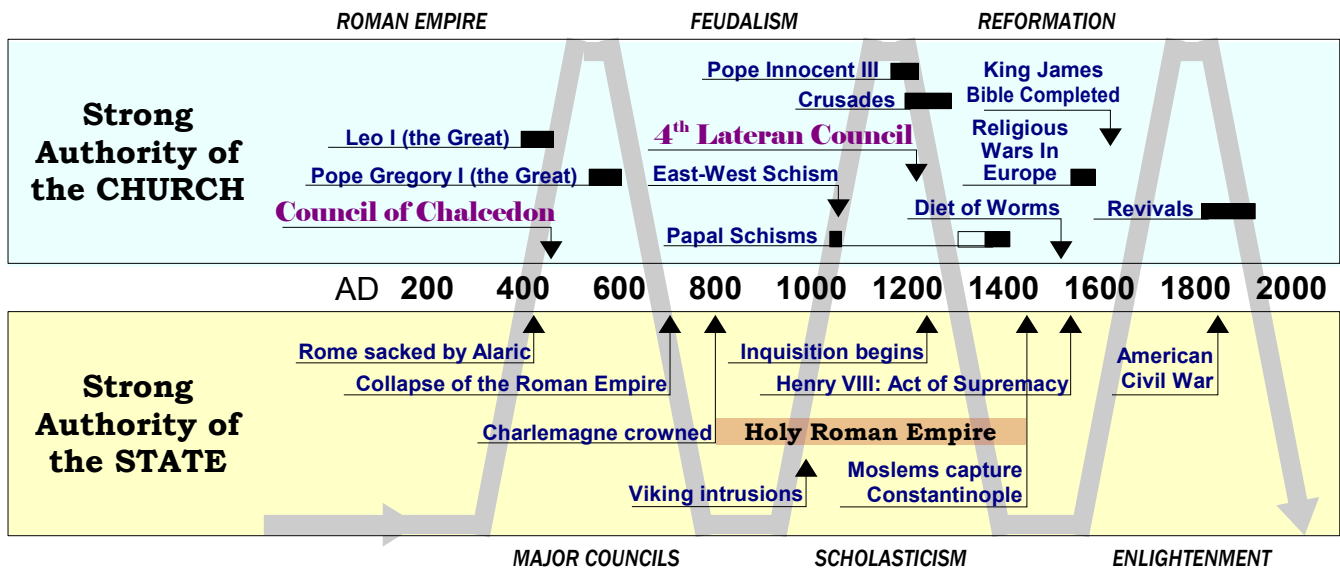 ROMAN EMPIRE FEUDALISM REFORMATION
Strong
Authority of
the CHURCH
Pope Innocent III
King James
Bible Completed
Crusades
Leo I (the Great)
4th Lateran Council
Religious
Wars In
Europe
Pope Gregory I (the Great)
East-West Schism
Council of Chalcedon
Diet of Worms
Revivals
Papal Schisms
AD 200 400 600 800 1000 1200 1400 1600 1800 2000
Strong
Authority of
the STATE
Rome sacked by Alaric
Inquisition begins
American
Civil War
Collapse of the Roman Empire
Henry VIII: Act of Supremacy
Charlemagne crowned
Holy Roman Empire
Viking intrusions
Moslems capture
Constantinople
MAJOR COUNCILS SCHOLASTICISM ENLIGHTENMENT